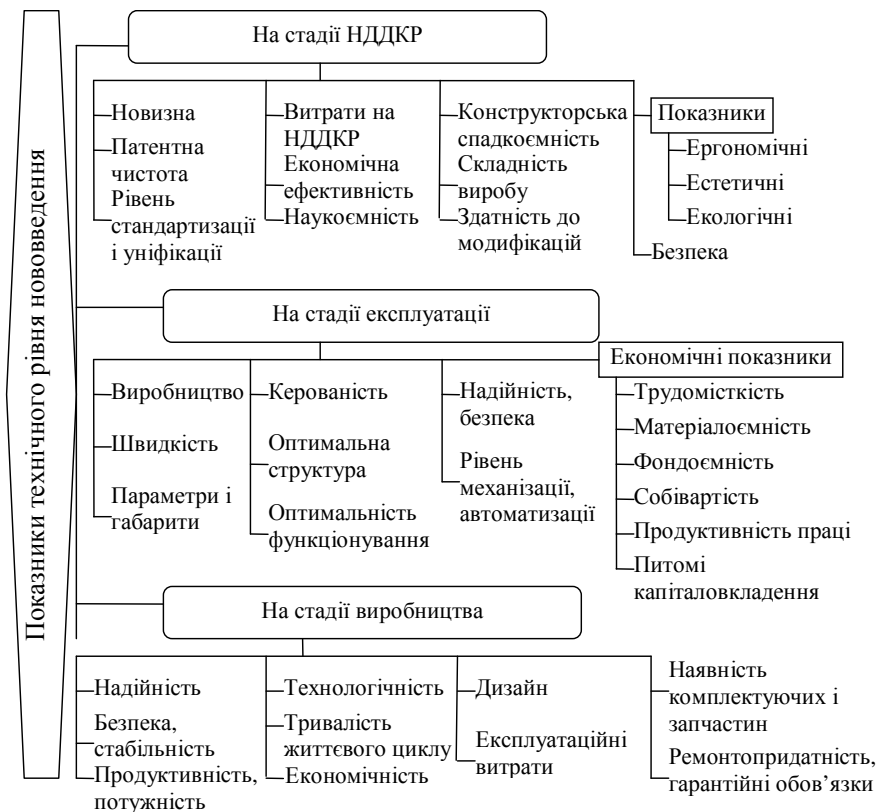 Показники технічного рівня нововведення
На стадії НДДКР
Новизна
Патентна
чистота
Рівень
стандартизації
і уніфікації
Витрати на
НДДКР
Економічна
ефективність
Наукоємність
Конструкторська
спадкоємність
Складність
виробу
Здатність до
модифікацій
Показники
Ергономічні
Естетичні
Екологічні
Безпека
На стадії експлуатації
Виробництво
Швидкість
Параметри і
габарити
Керованість
Оптимальна
структура
Оптимальність
функціонування
Надійність,
безпека
Рівень
механізації,
автоматизації
Економічні показники
Трудомісткість
Матеріалоємність
Фондоємність
Собівартість
Продуктивність праці
Питомі
капіталовкладення
На стадії виробництва
Надійність
Безпека,
стабільність
Продуктивність,
потужність
Технологічність
Тривалість
життєвого циклу
Економічність
Дизайн
Експлуатаційні
витрати
Наявність
комплектуючих і
запчастин
Ремонтопридатність,
гарантійні обов’язки